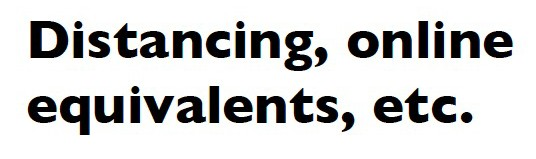 Distancing, online
equivalents, etc.